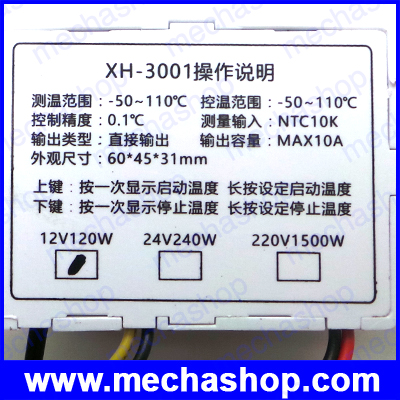 XH-3001操作说明
测温范围：-50~110℃ 控温范围：-50~110℃
控制精度：0.1℃ 测量输入：NTC10K
输出类型：直接输出 输出容量：MAX10A
外观尺寸：60*45*31mm
上键：按一次显示启动温度 长按设定启动温度
下键：按一次显示停止温度 长按设定停止温度
12V120W 24V240W 220V1500W
www.mechashop.com